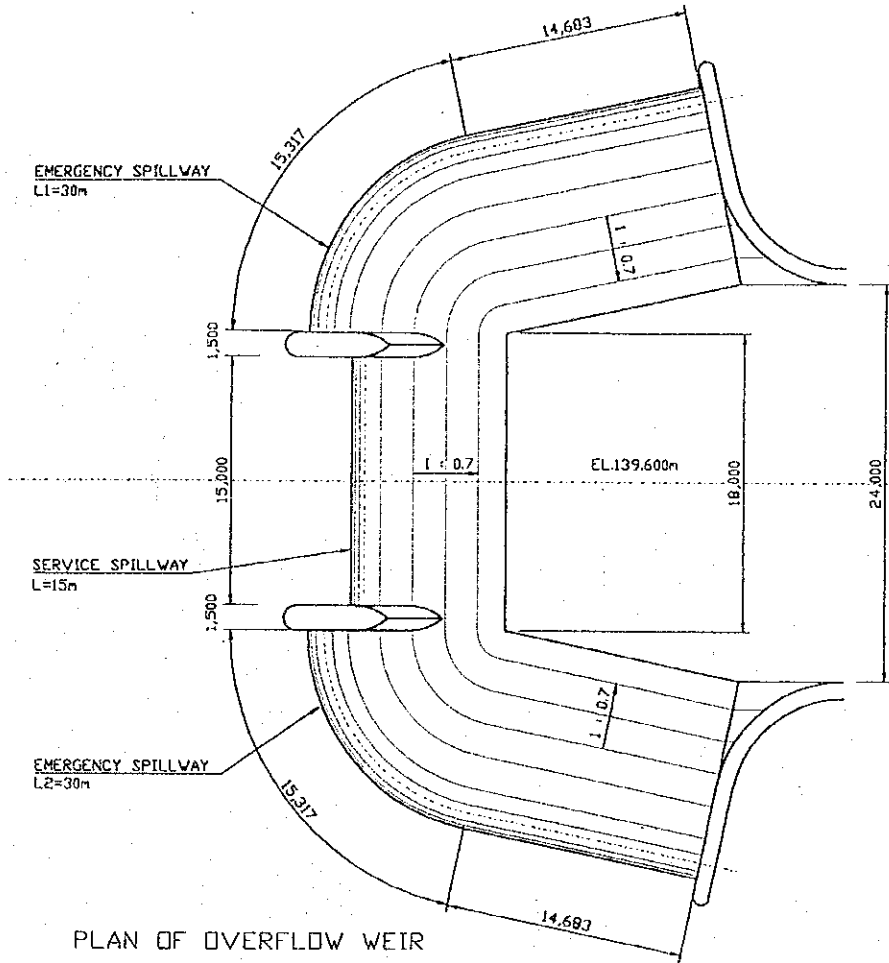 14,683
15,317
EMERGENCY SPILLWAY
L1=30m
1 : 0.7
1,500
15,000
1 : 0.7
EL.139,600m
18,000
24,000
SERVICE SPILLWAY
L=15m
1,500
1 : 0.7
EMERGENCY SPILLWAY
L2=30m
15,317
14,683
PLAN OF OVERFLOW WEIR